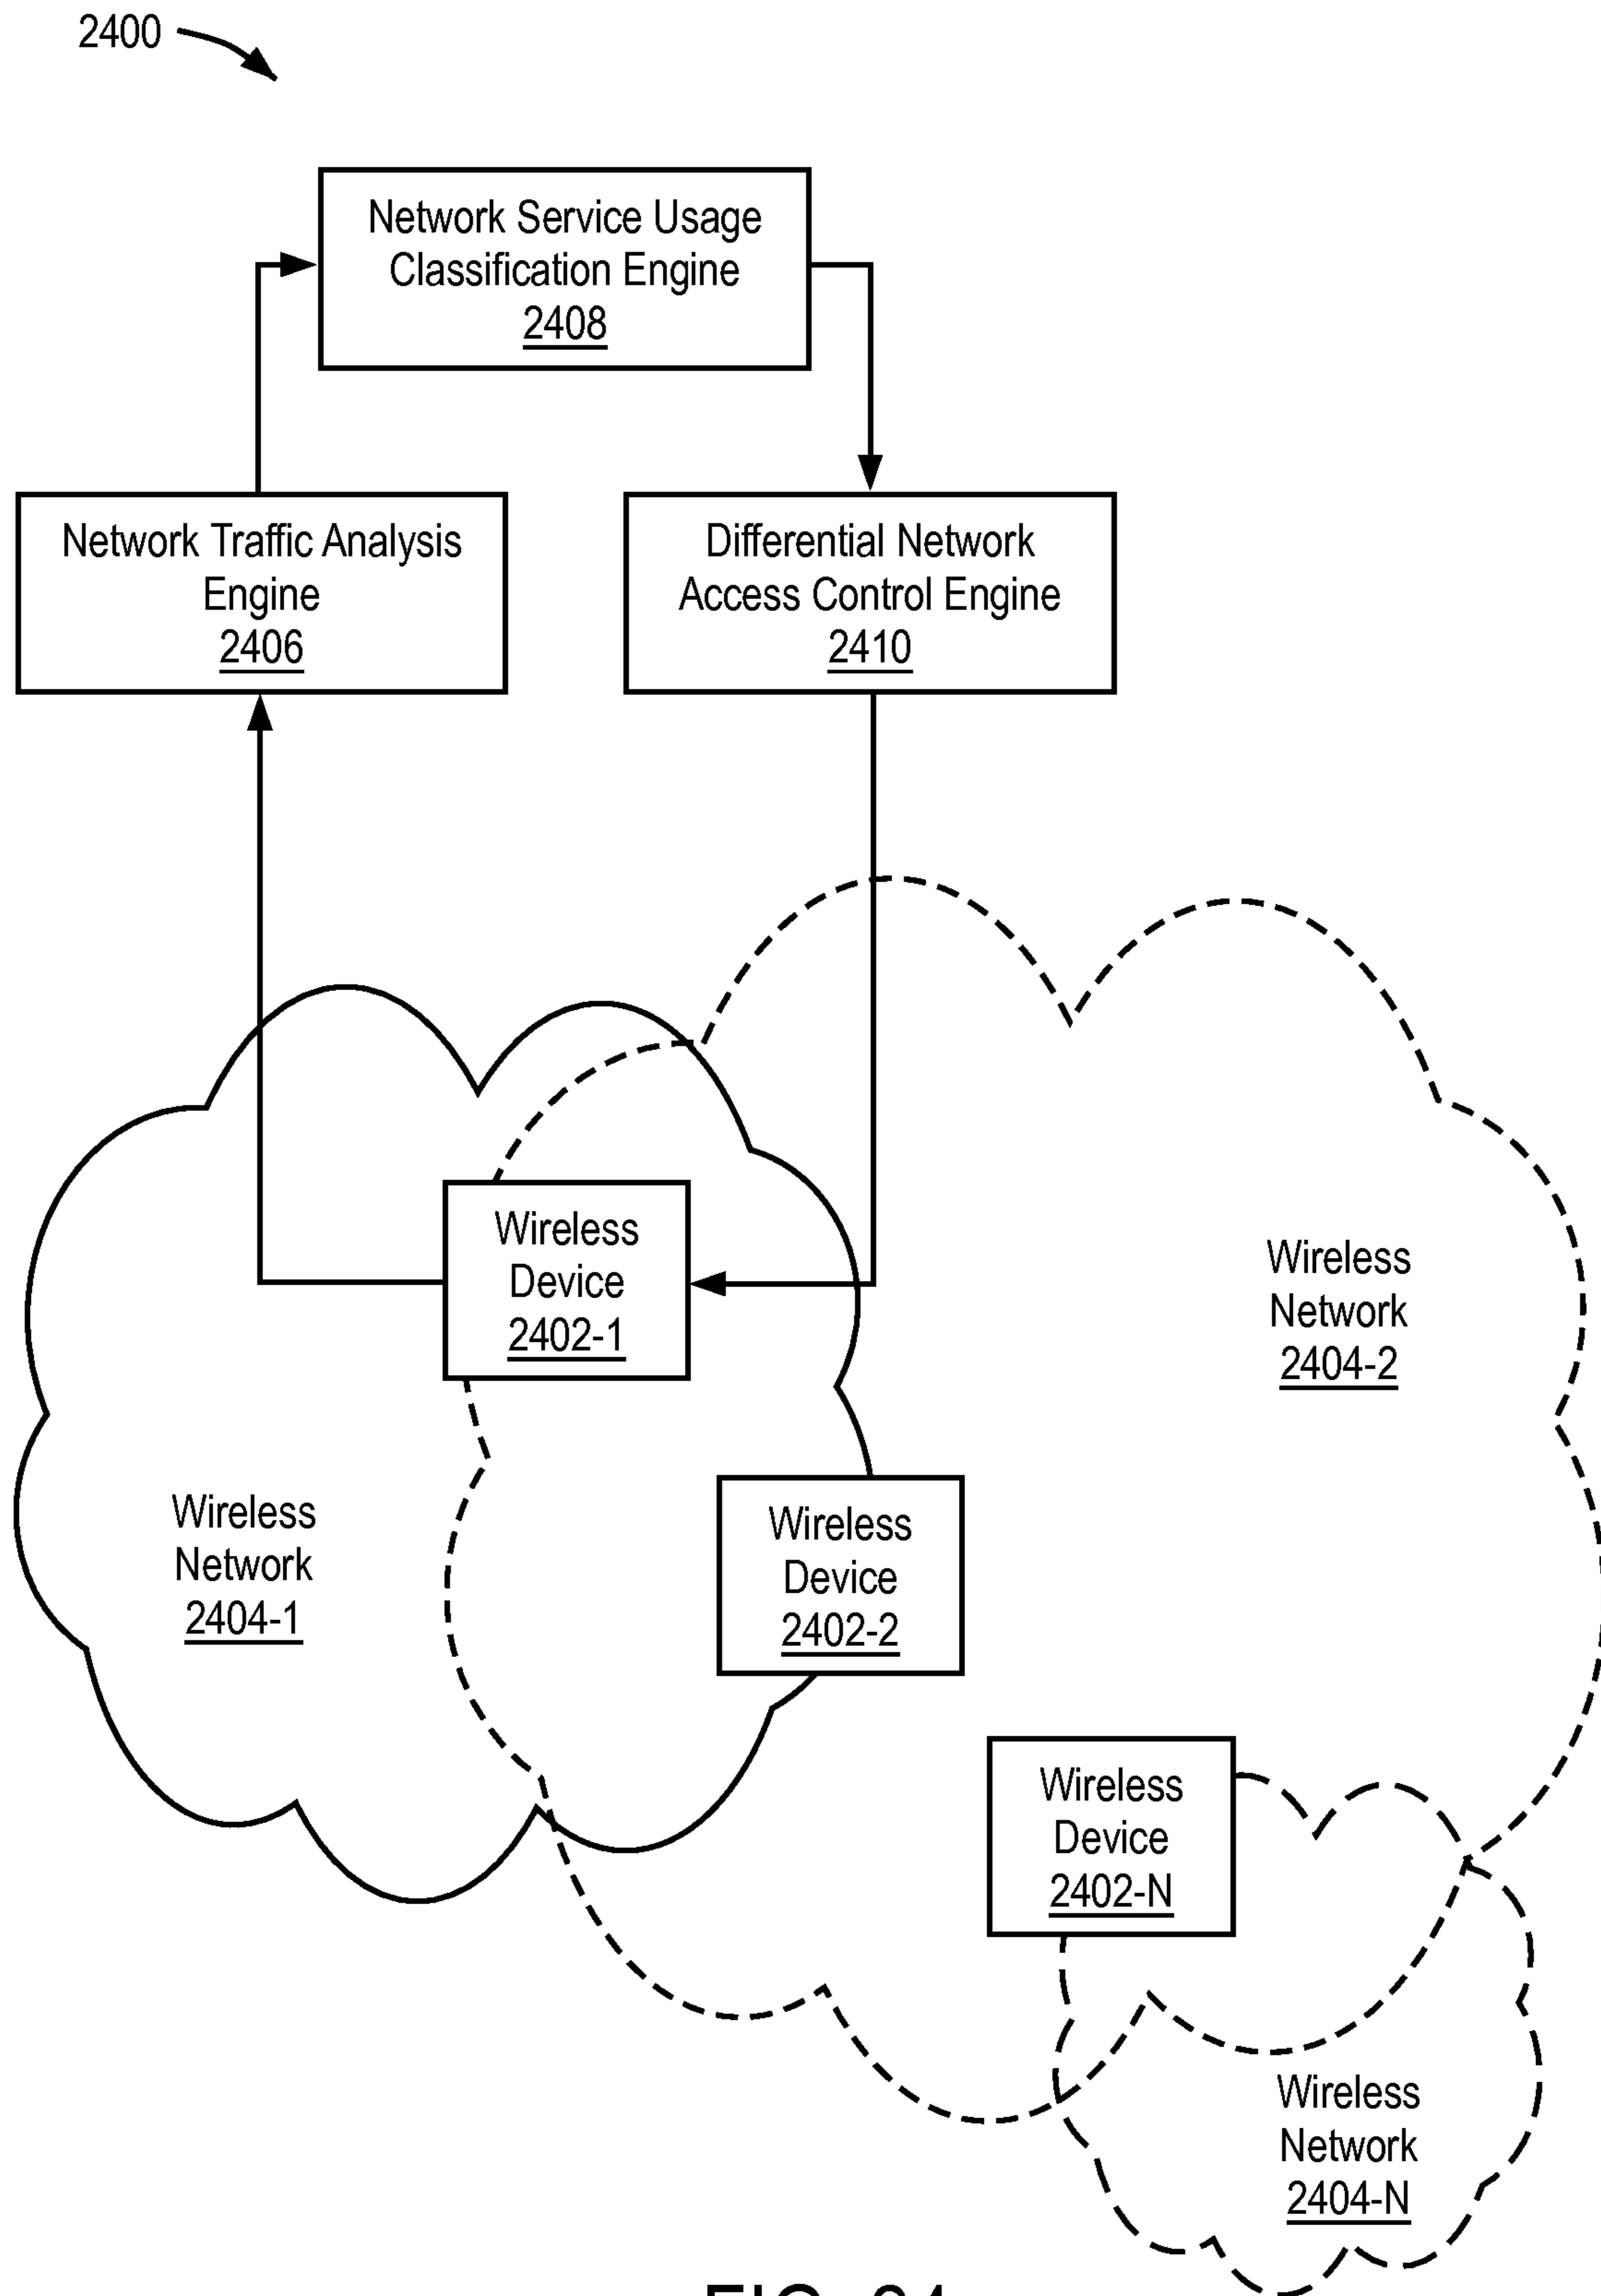 2400
Network Service Usage
Classification Engine
2408
Network Traffic Analysis
Engine
2406
Differential Network
Access Control Engine
2410
Wireless
Device
2402-1
Wireless
Network
2404-2
Wireless
Network
2404-1
Wireless
Device
2402-2
Wireless
Device
2402-N
Wireless
Network
2404-N